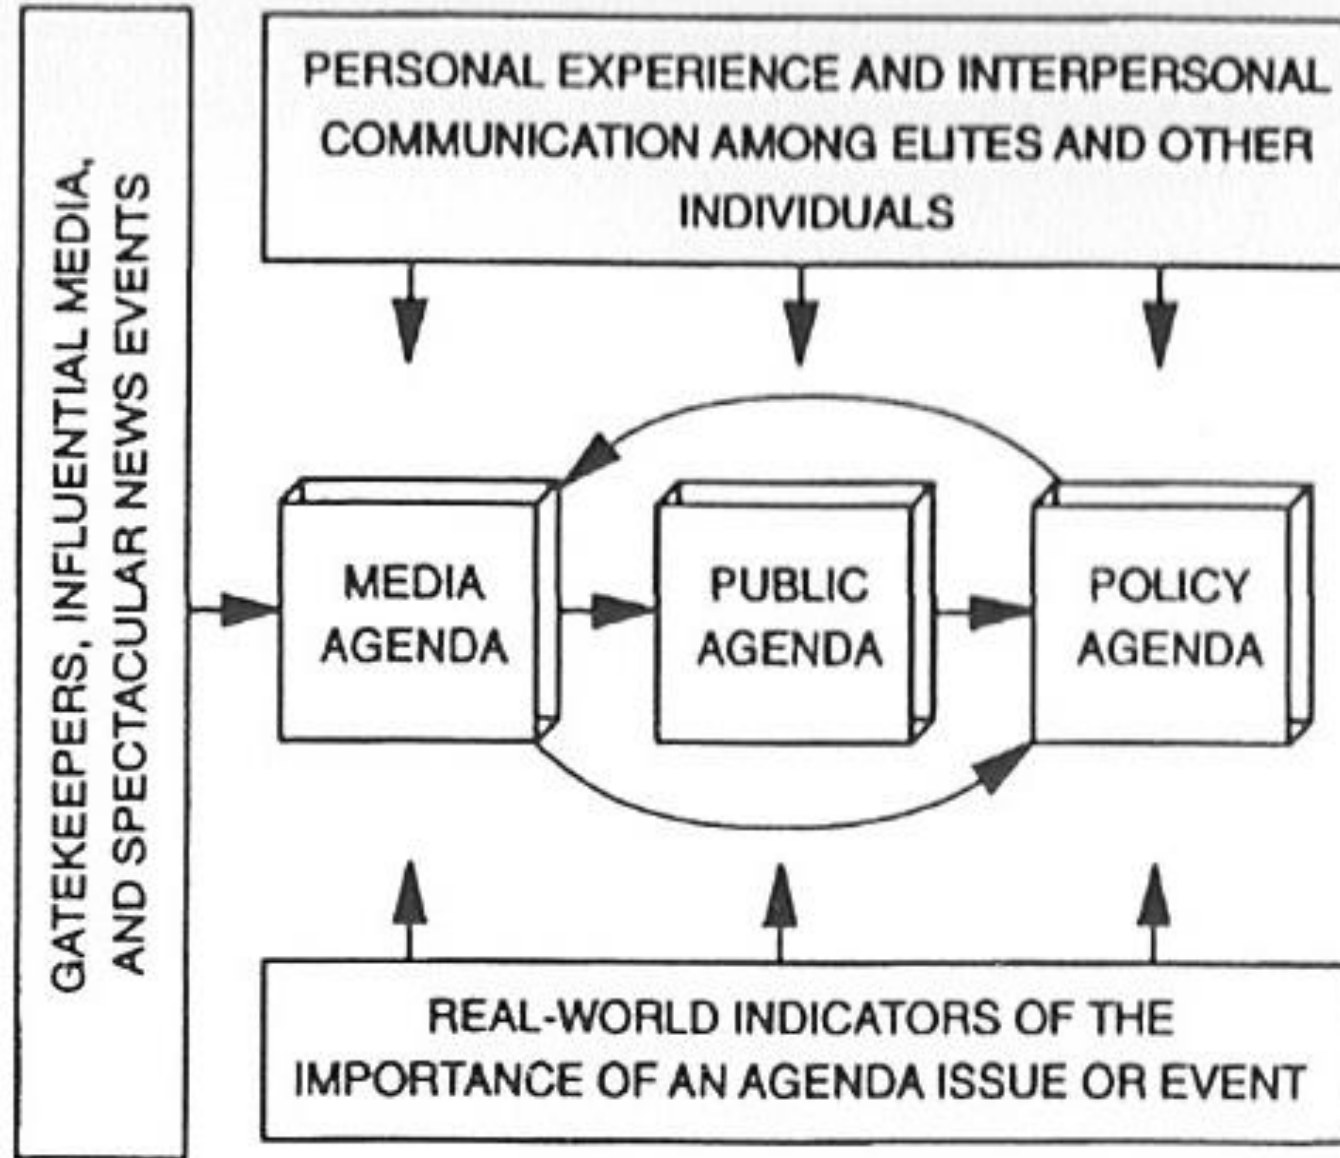 GATEKEEPERS, INFLUENTIAL MEDIA,
AND SPECTACULAR NEWS EVENTS
PERSONAL EXPERIENCE AND INTERPERSONAL
COMMUNICATION AMONG ELITES AND OTHER
INDIVIDUALS
MEDIA
AGENDA
PUBLIC
AGENDA
POLICY
AGENDA
REAL-WORLD INDICATORS OF THE
IMPORTANCE OF AN AGENDA ISSUE OR EVENT